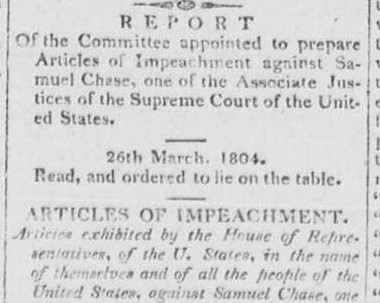 REPORT
Of the Committee appointed to prepare
Articles of Impeachment against Sa-
muel Chase, one of the Associate Jus-
tices of the Supreme Court of the Unit-
ed States.
26th March. 1804.
Read, and ordered to lie on the table.
ARTICLES OF IMPEACHMENT.
Articles exhibited by the House of Repre-
sentatives, of the U. States, in the name
of themselves and of all the people of the
United States, against Samuel Chase, one